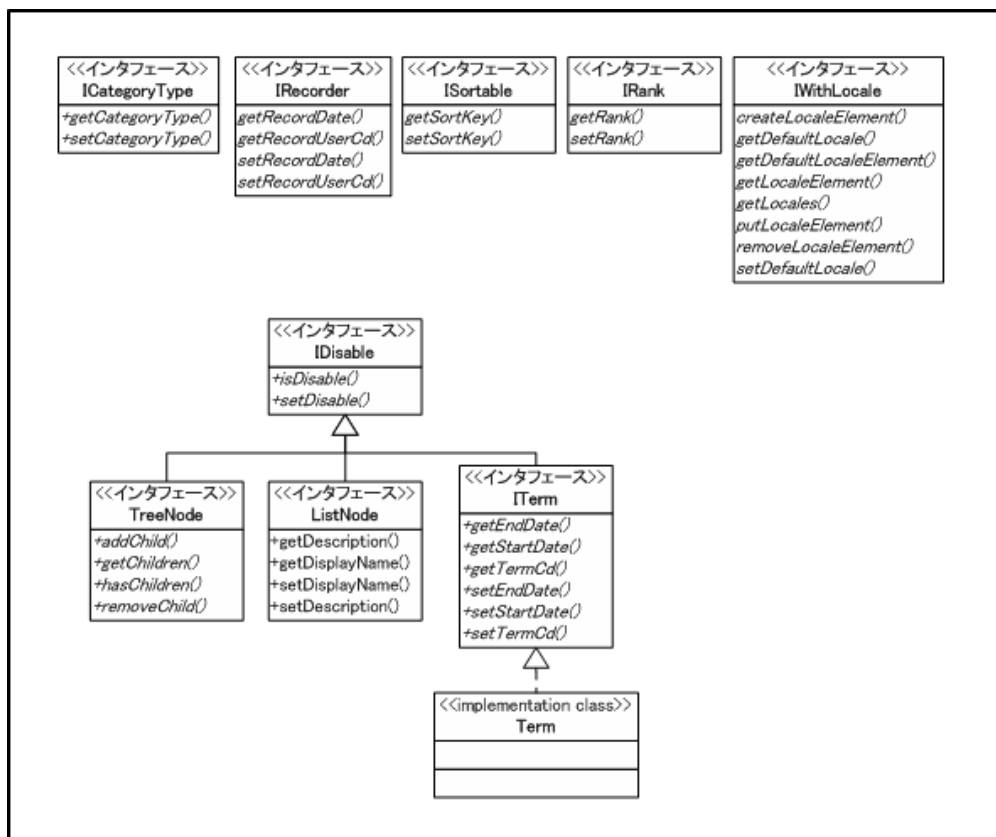 <<インタフェース>>
ICategoryType
+getCategoryType()
+setCategoryType()
<<インタフェース>>
IRecorder
getRecordDate()
getRecordUserCd()
setRecordDate()
setRecordUserCd()
<<インタフェース>>
ISortable
getSortKey()
setSortKey()
<<インタフェース>>
IRank
getRank()
setRank()
<<インタフェース>>
IWithLocale
createLocaleElement()
getDefaultLocale()
getDefaultLocaleElement()
getLocaleElement()
getLocales()
putLocaleElement()
removeLocaleElement()
setDefaultLocale()
<<インタフェース>>
IDisable
+isDisable()
+setDisable()
<<インタフェース>>
TreeNode
+addChild()
+getChildren()
+hasChildren()
+removeChild()
<<インタフェース>>
ListNode
+getDescription()
+getDisplayName()
+setDisplayName()
+setDescription()
<<インタフェース>>
ITerm
+getEndDate()
+getStartDate()
+getTermCd()
+setEndDate()
+setStartDate()
+setTermCd()
<<implementation class>>
Term